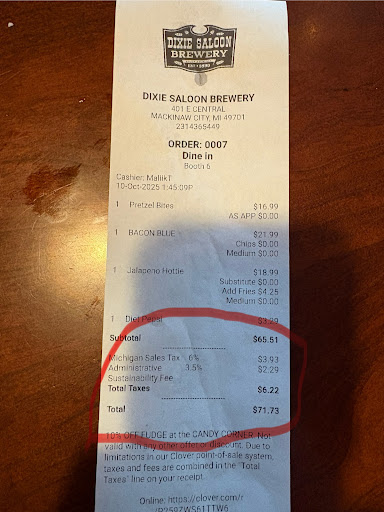 DIXIE SALOON
BREWERY
DIXIE SALOON BREWERY
401 E CENTRAL
MACKINAW CITY, MI 49701
2314365449
ORDER: 0007
Dine in
Booth 6
Cashier: MalikT
10-Oct-2025 1:45:09P
1 Pretzel Bites $16.99
AS APP $0.00
1 BACON BLUE $21.99
Chips $0.00
Medium $0.00
1 Jalapeno Hottie $18.99
Substitute $0.00
Add Fries $4.25
Medium $0.00
1 Diet Pepsi $3.29
Subtotal $65.51
Michigan Sales Tax 6% $3.93
Administrative 3.5% $2.29
Sustainability Fee
Total Taxes $6.22
Total $71.73
10% OFF FUDGE at the CANDY CORNER. Not
valid with any other offer or discount. Due to
limitations in our Clover point-of-sale system,
taxes and fees are combined in the "Total
Taxes" line on your receipt.
Online: https://clover.com/r